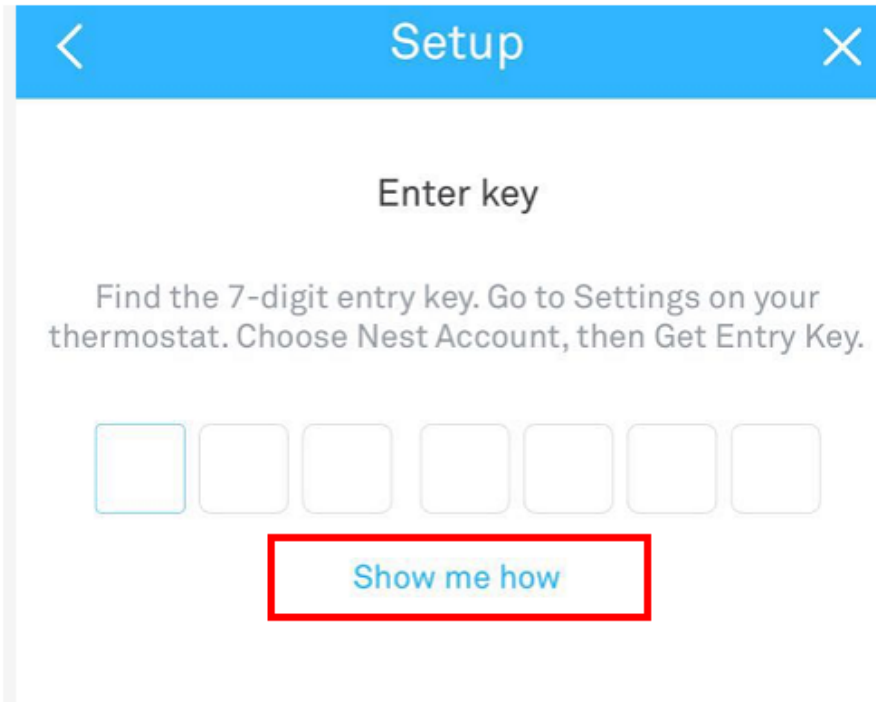 Setup
Enter key
Find the 7-digit entry key. Go to Settings on your
thermostat. Choose Nest Account, then Get Entry Key.
Show me how